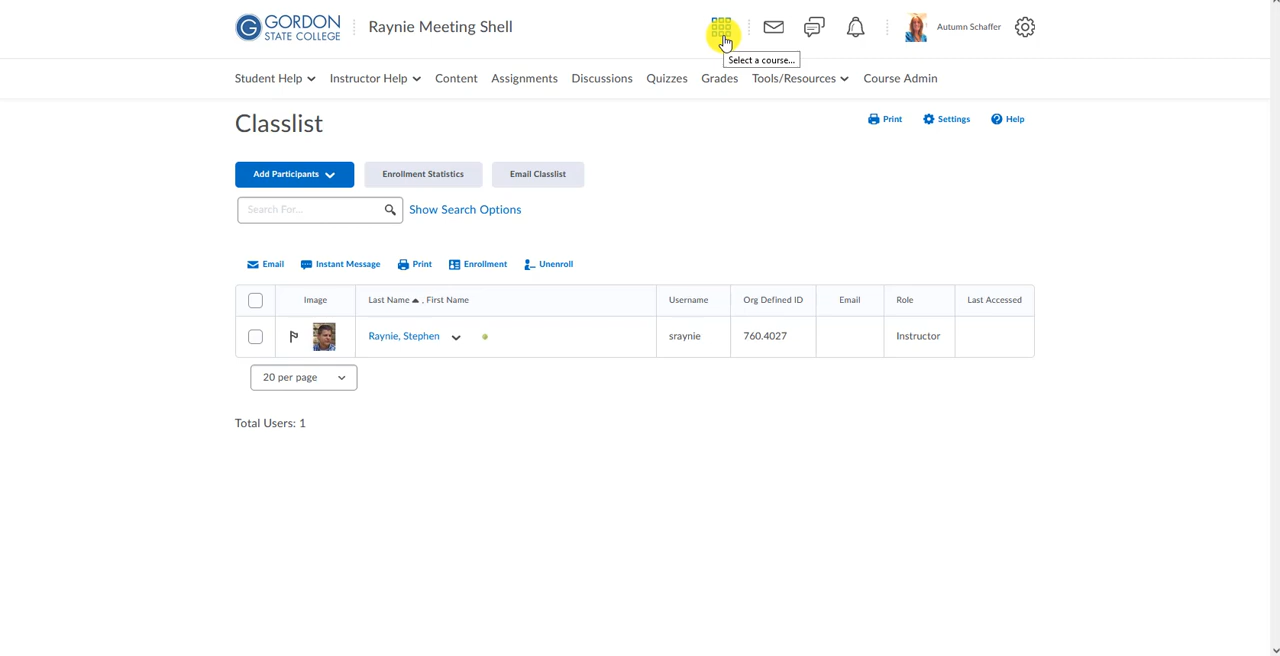 GORDON
STATE COLLEGE
Raynie Meeting Shell
Autumn Schaffer
Select a course...
Student Help
Instructor Help
Content
Assignments
Discussions
Quizzes
Grades
Tools/Resources
Course Admin
Classlist
Print
Settings
Help
Add Participants
Enrollment Statistics
Email Classlist
Search For...
Show Search Options
Email
Instant Message
Print
Enrollment
Unenroll
Image
Last Name , First Name
Username
Org Defined ID
Email
Role
Last Accessed
Raynie, Stephen
sraynie
760.4027
Instructor
20 per page
Total Users: 1